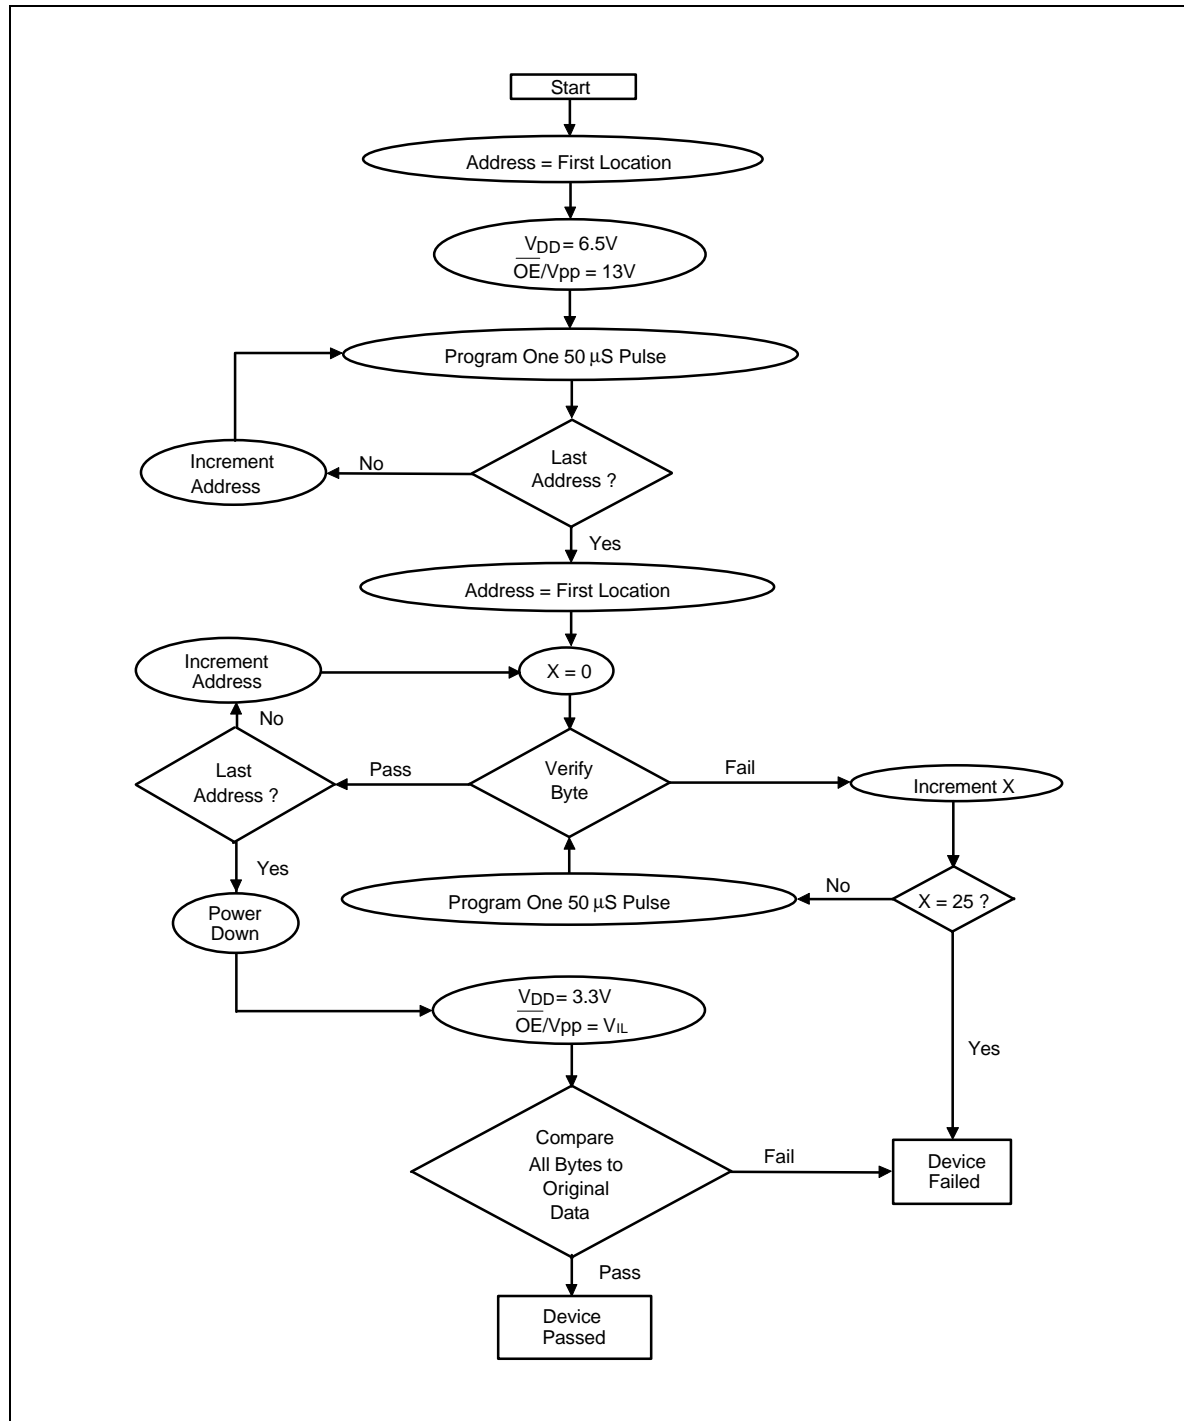 Start
Address = First Location
VDD = 6.5V
OE/Vpp = 13V
Program One 50 μS Pulse
Increment
Address
No
Last
Address ?
Yes
Address = First Location
Increment
Address
X = 0
No
Last
Address ?
Pass
Verify
Byte
Fail
Increment X
Yes
Power
Down
Program One 50 μS Pulse
No
X = 25 ?
VDD = 3.3V
OE/Vpp = VIL
Yes
Compare
All Bytes to
Original
Data
Fail
Device
Failed
Pass
Device
Passed